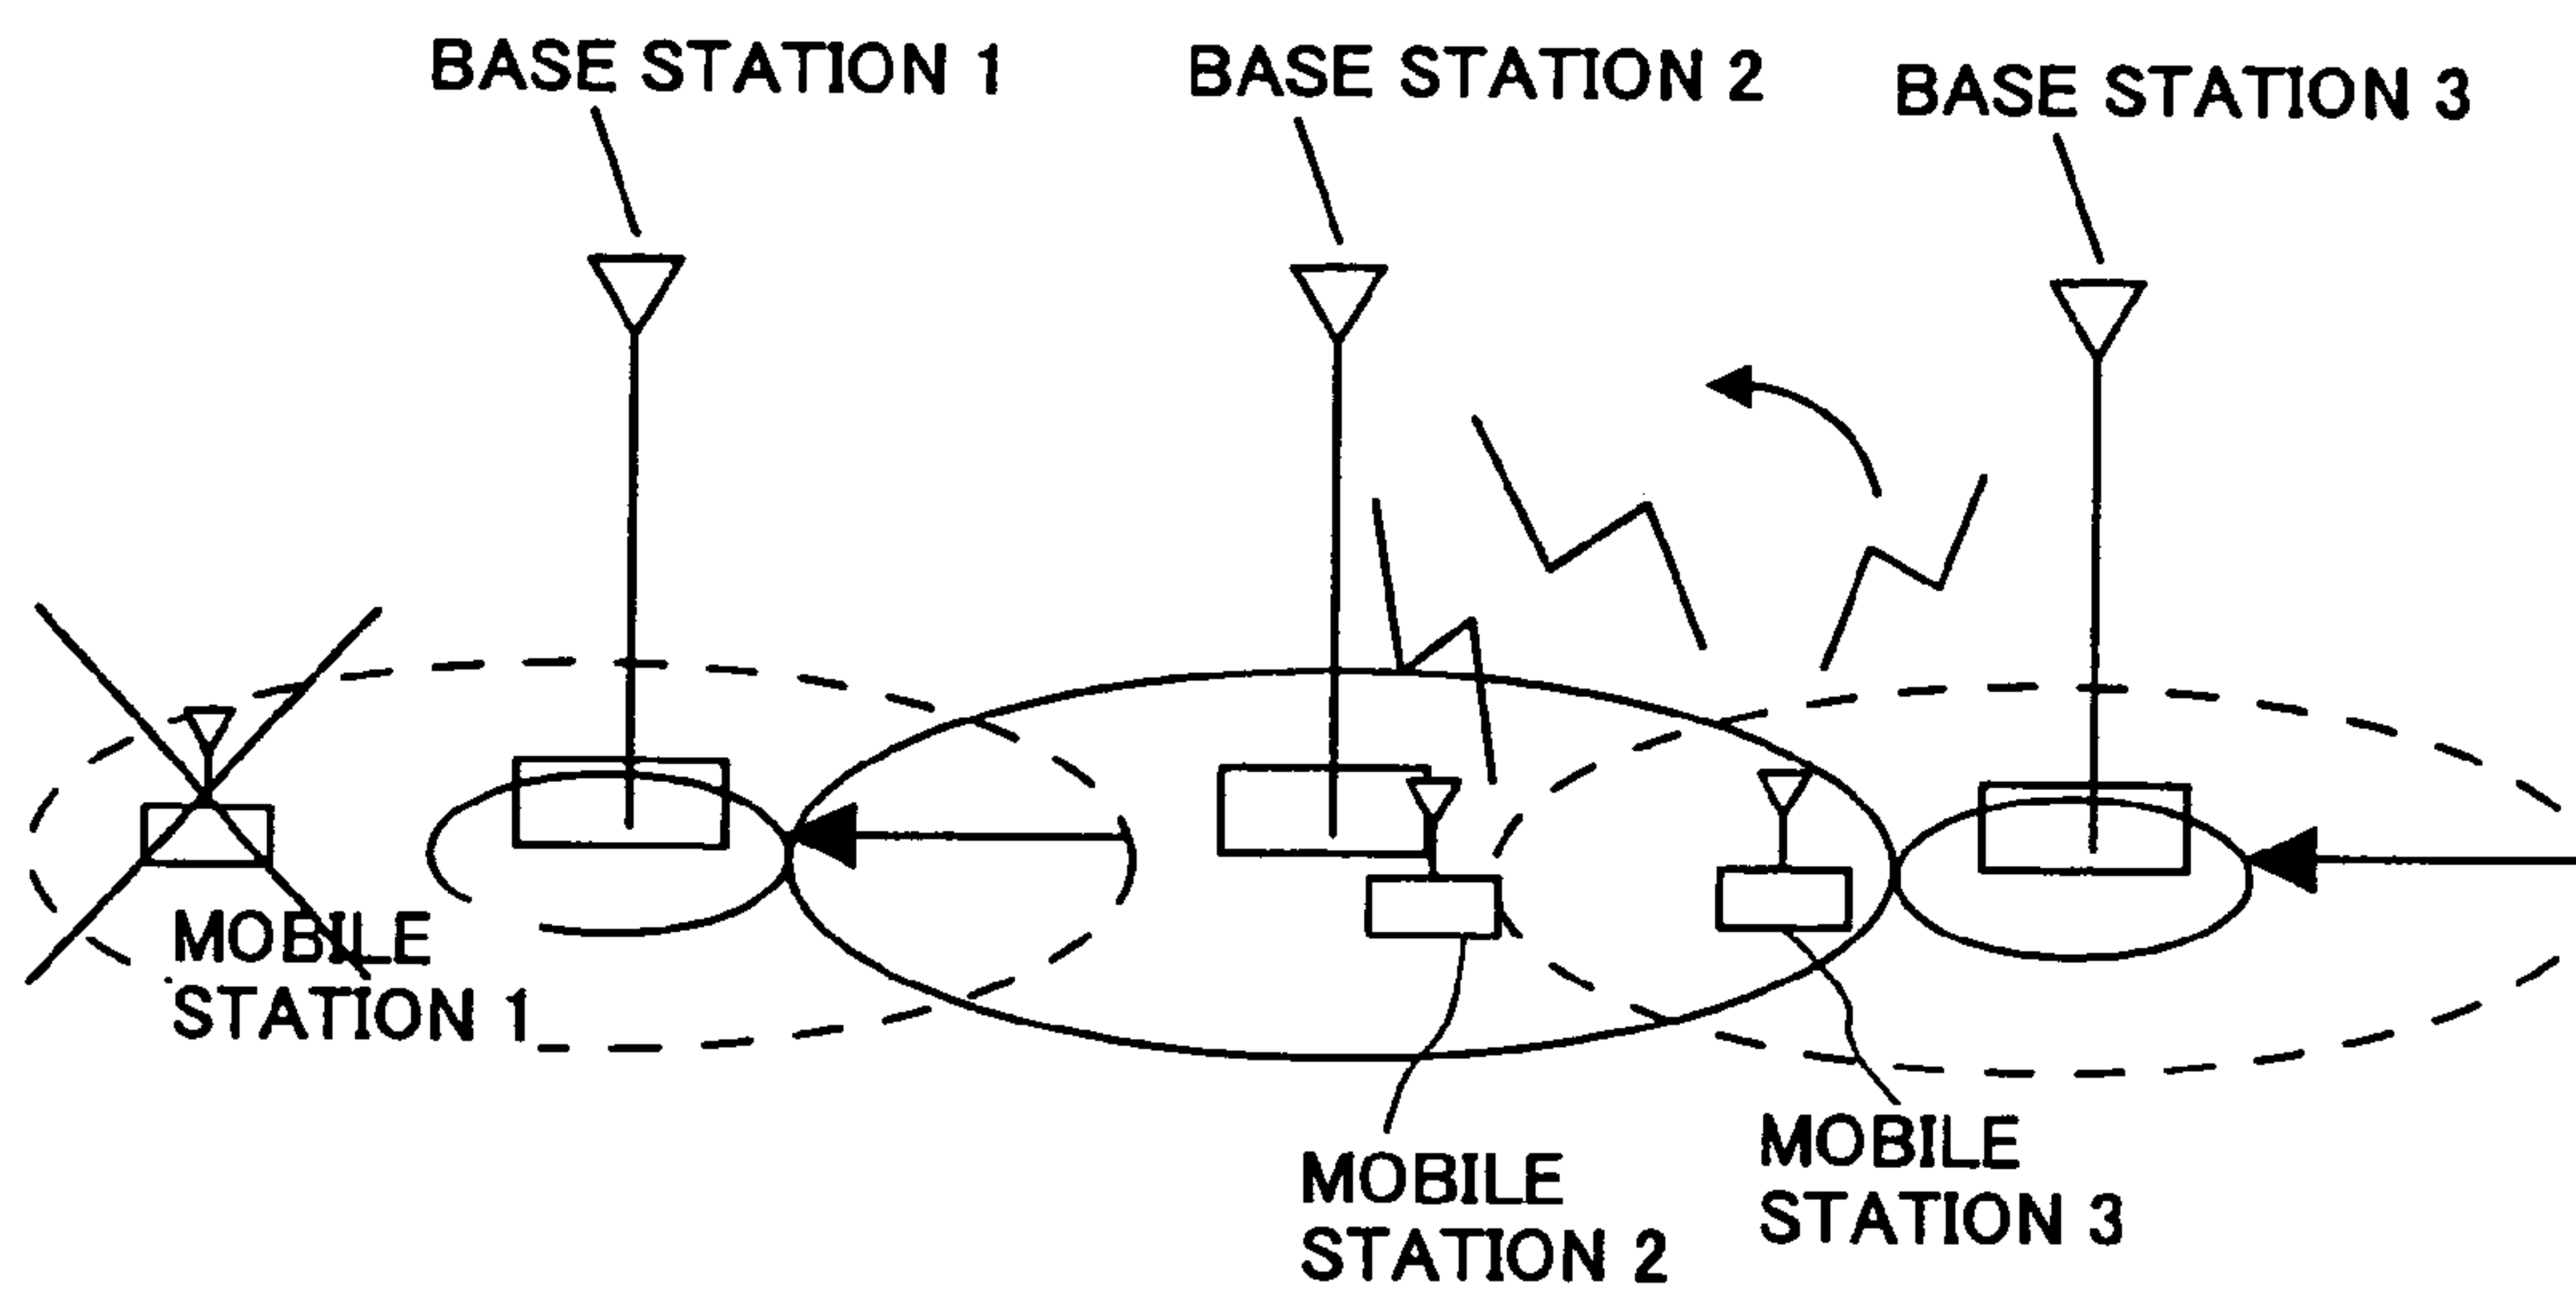 BASE STATION 1
BASE STATION 2
BASE STATION 3
MOBILE
STATION 1
MOBILE
STATION 2
MOBILE
STATION 3